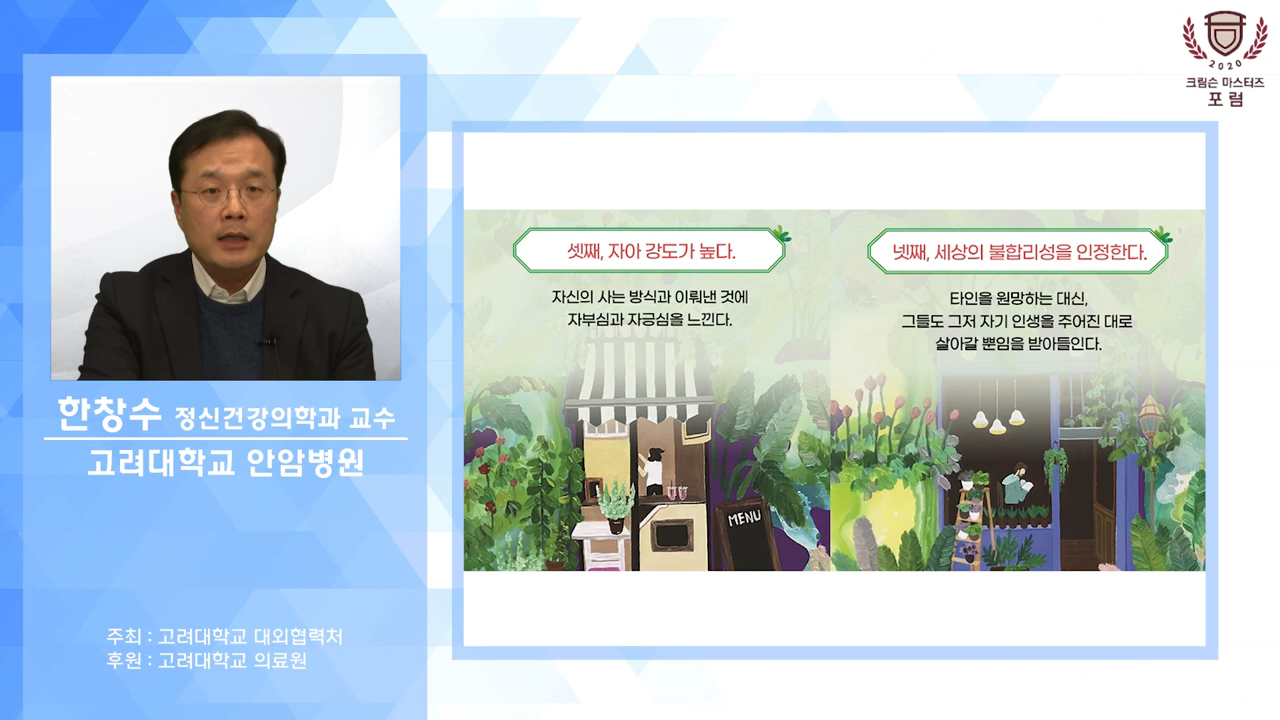 2020
크림슨 마스터즈
포럼
한창수 정신건강의학과 교수
고려대학교 안암병원
주최 : 고려대학교 대외협력처
후원 : 고려대학교 의료원
셋째, 자아 강도가 높다.
자신의 사는 방식과 이뤄낸 것에
자부심과 자긍심을 느낀다.
MENU
넷째, 세상의 불합리성을 인정한다.
타인을 원망하는 대신,
그들도 그저 자기 인생을 주어진 대로
살아갈 뿐임을 받아들인다.